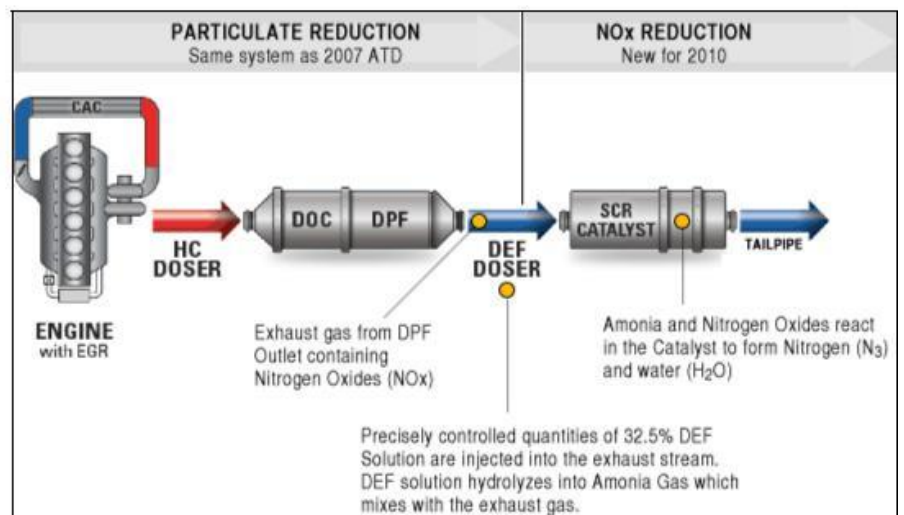 PARTICULATE REDUCTION
Same system as 2007 ATD
NOx REDUCTION
New for 2010
CAC
DOC
DPF
SCR
CATALYST
HC
DOSER
DEF
DOSER
TAILPIPE
ENGINE
with EGR
Exhaust gas from DPF
Outlet containing
Nitrogen Oxides (NOx)
Amonia and Nitrogen Oxides react
in the Catalyst to form Nitrogen (N₃)
and water (H₂O)
Precisely controlled quantities of 32.5% DEF
Solution are injected into the exhaust stream.
DEF solution hydrolyzes into Amonia Gas which
mixes with the exhaust gas.